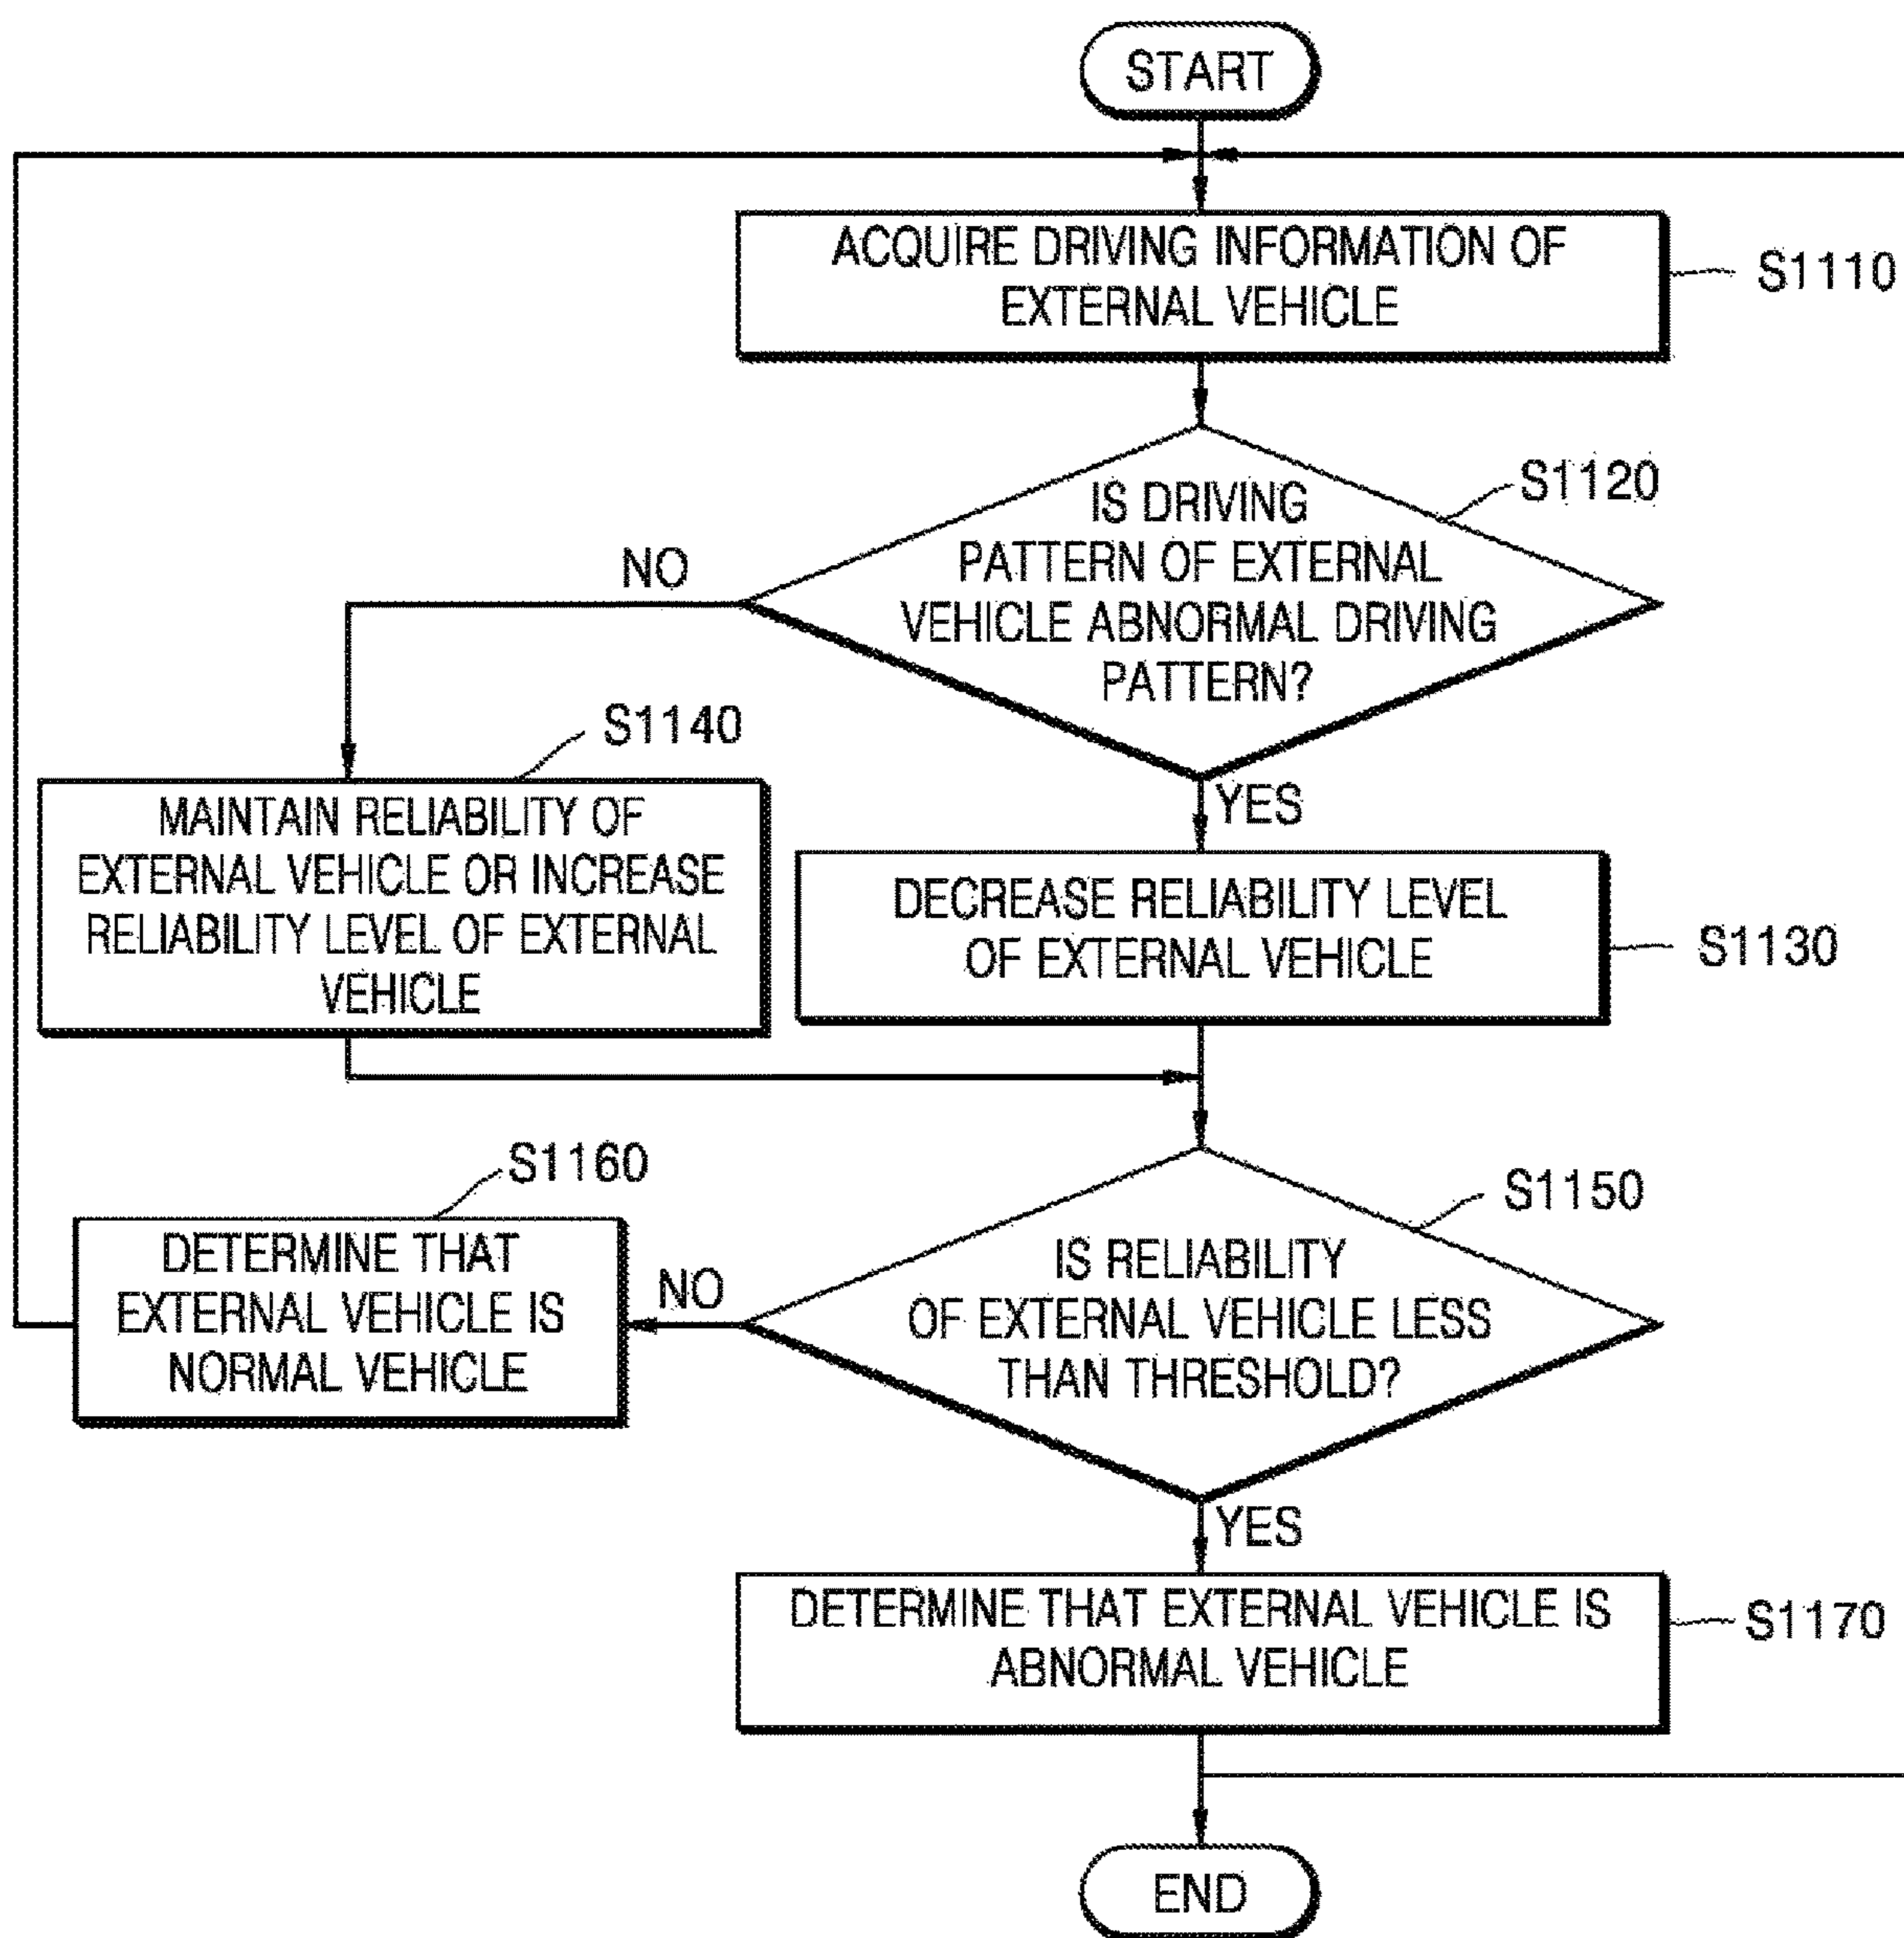 START
ACQUIRE DRIVING INFORMATION OF
EXTERNAL VEHICLE
S1110
IS DRIVING
PATTERN OF EXTERNAL
VEHICLE ABNORMAL DRIVING
PATTERN?
S1120
NO
YES
S1140
MAINTAIN RELIABILITY OF
EXTERNAL VEHICLE OR INCREASE
RELIABILITY LEVEL OF EXTERNAL
VEHICLE
DECREASE RELIABILITY LEVEL
OF EXTERNAL VEHICLE
S1130
S1160
DETERMINE THAT
EXTERNAL VEHICLE IS
NORMAL VEHICLE
NO
IS RELIABILITY
OF EXTERNAL VEHICLE LESS
THAN THRESHOLD?
S1150
YES
DETERMINE THAT EXTERNAL VEHICLE IS
ABNORMAL VEHICLE
S1170
END